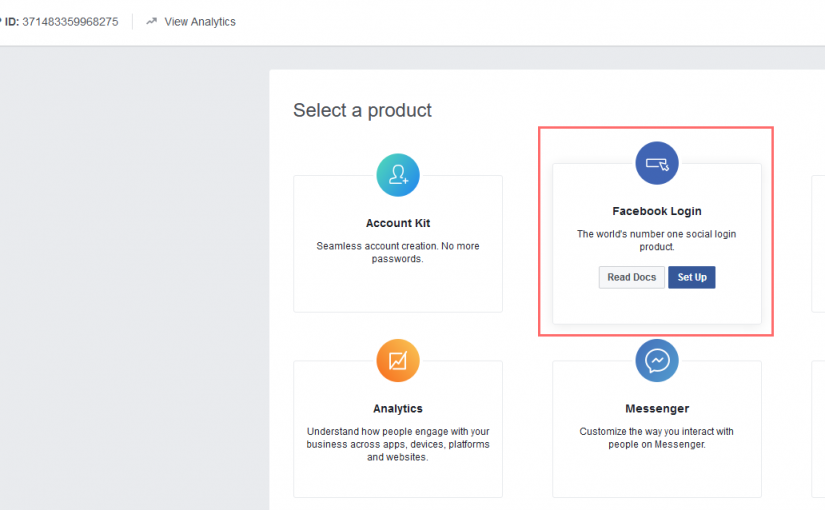 ID: 371483359968275
View Analytics
Select a product
Account Kit
Seamless account creation. No more
passwords.
Facebook Login
The world's number one social login
product.
Read Docs
Set Up
Analytics
Understand how people engage with your
business across apps, devices, platforms
and websites.
Messenger
Customize the way you interact with
people on Messenger.